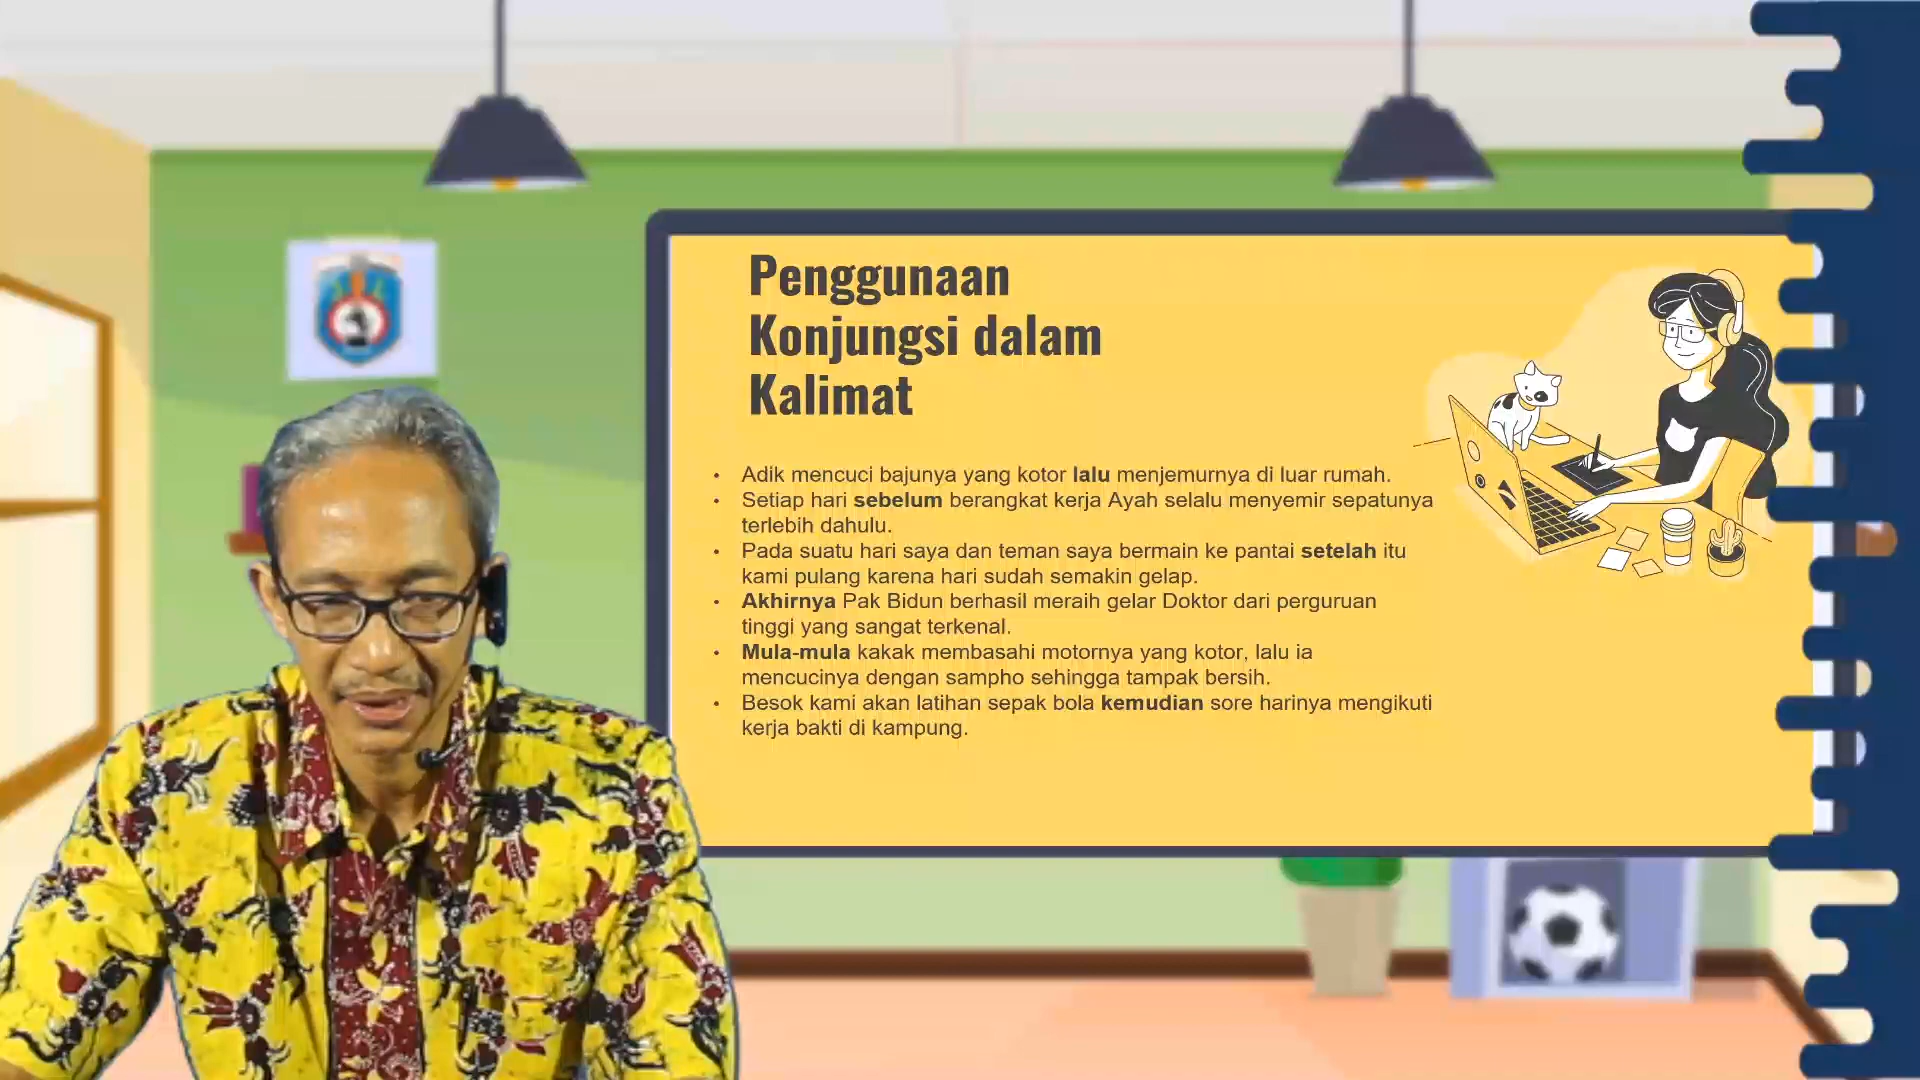 Penggunaan
Konjungsi dalam
Kalimat
• Adik mencuci bajunya yang kotor lalu menjemurnya di luar rumah.
• Setiap hari sebelum berangkat kerja Ayah selalu menyemir sepatunya
terlebih dahulu.
• Pada suatu hari saya dan teman saya bermain ke pantai setelah itu
kami pulang karena hari sudah semakin gelap.
• Akhirnya Pak Bidun berhasil meraih gelar Doktor dari perguruan
tinggi yang sangat terkenal.
• Mula-mula kakak membasahi motornya yang kotor, lalu ia
mencucinya dengan sampho sehingga tampak bersih.
• Besok kami akan latihan sepak bola kemudian sore harinya mengikuti
kerja bakti di kampung.